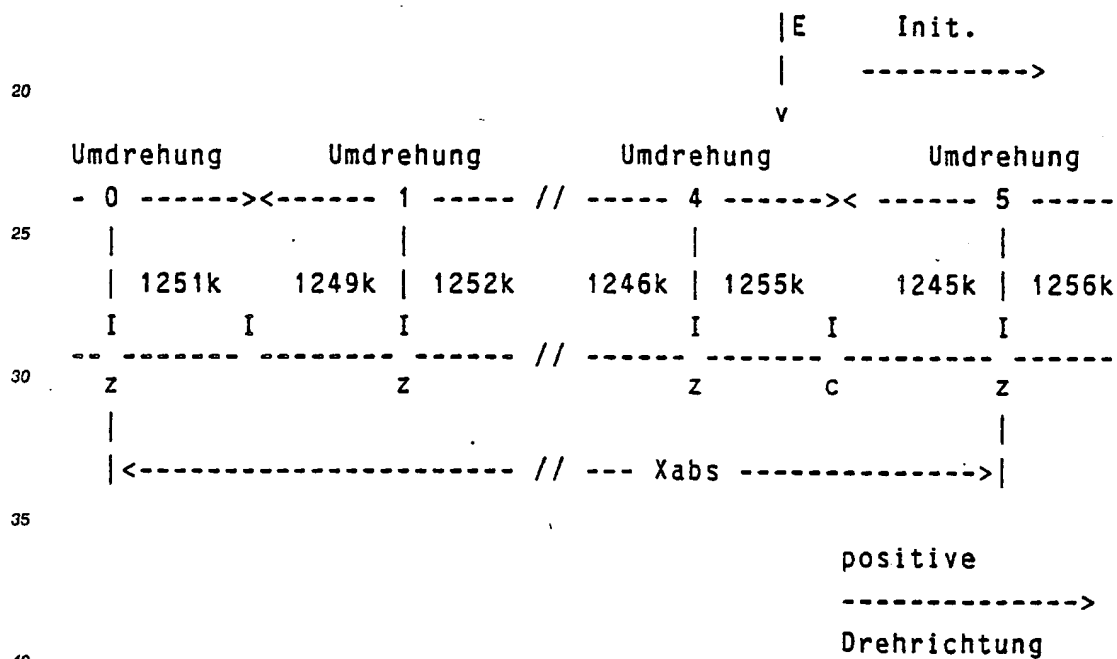 |E Init.
| ---------->
20
v
Umdrehung Umdrehung Umdrehung Umdrehung
- 0 ------><------ 1 ----- // ----- 4 ------>< ------ 5 -----
25
| | | |
| 1251k 1249k | 1252k 1246k | 1255k 1245k | 1256k
I I I I I I
-- ------- -------- ------ // ------ ------- -------- ------
30
z z z c z
| |
|<---------------------- // --- Xabs -------------->|
35
positive
-------------->
Drehrichtung